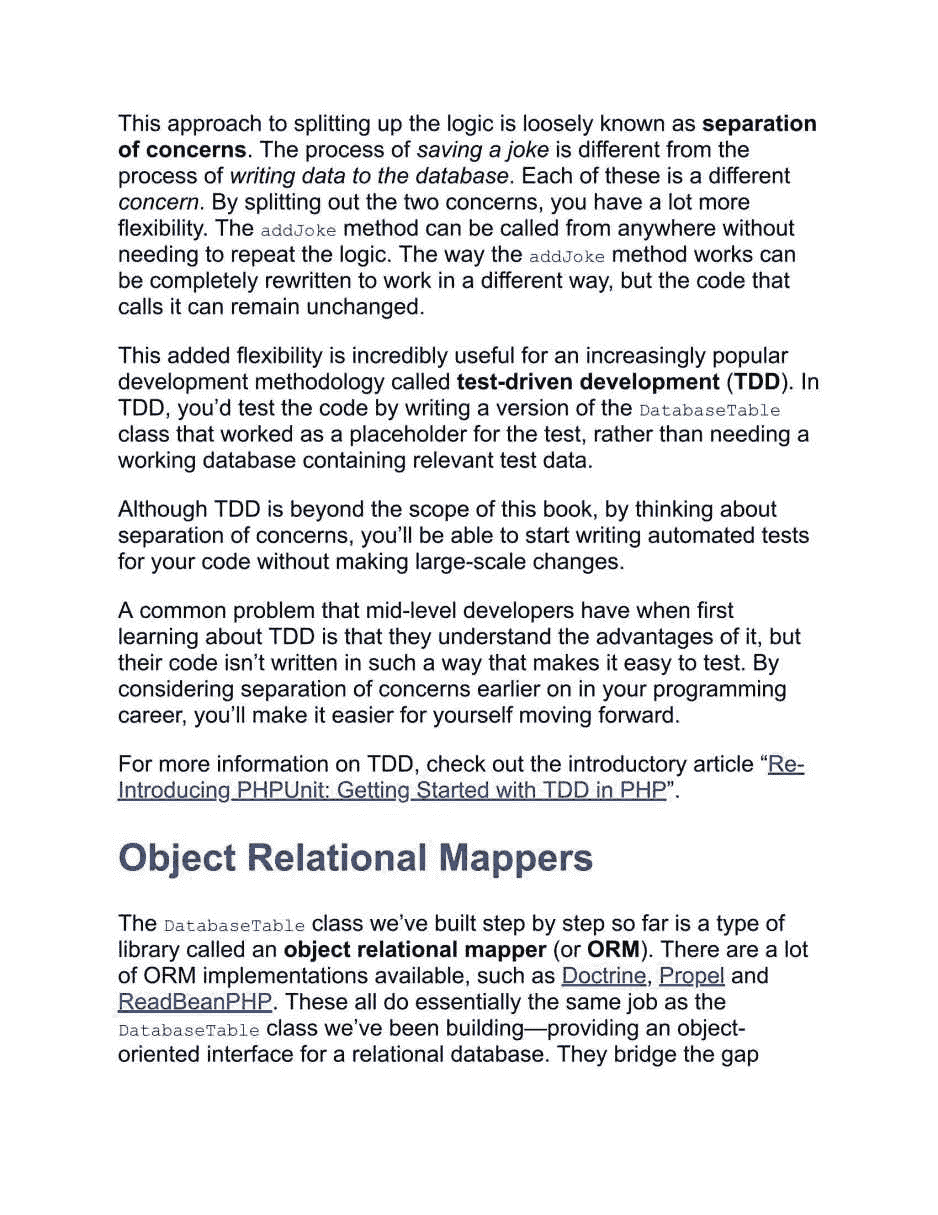 This approach to splitting up the logic is loosely known as separation
of concerns. The process of saving a joke is different from the
process of writing data to the database. Each of these is a different
concern. By splitting out the two concerns, you have a lot more
flexibility. The addJoke method can be called from anywhere without
needing to repeat the logic. The way the addJoke method works can
be completely rewritten to work in a different way, but the code that
calls it can remain unchanged.
This added flexibility is incredibly useful for an increasingly popular
development methodology called test-driven development (TDD). In
TDD, you’d test the code by writing a version of the DatabaseTable
class that worked as a placeholder for the test, rather than needing a
working database containing relevant test data.
Although TDD is beyond the scope of this book, by thinking about
separation of concerns, you’ll be able to start writing automated tests
for your code without making large-scale changes.
A common problem that mid-level developers have when first
learning about TDD is that they understand the advantages of it, but
their code isn’t written in such a way that makes it easy to test. By
considering separation of concerns earlier on in your programming
career, you’ll make it easier for yourself moving forward.
For more information on TDD, check out the introductory article “Re-
Introducing PHPUnit: Getting Started with TDD in PHP”.
Object Relational Mappers
The DatabaseTable class we’ve built step by step so far is a type of
library called an object relational mapper (or ORM). There are a lot
of ORM implementations available, such as Doctrine, Propel and
ReadBeanPHP. These all do essentially the same job as the
DatabaseTable class we’ve been building—providing an object-
oriented interface for a relational database. They bridge the gap